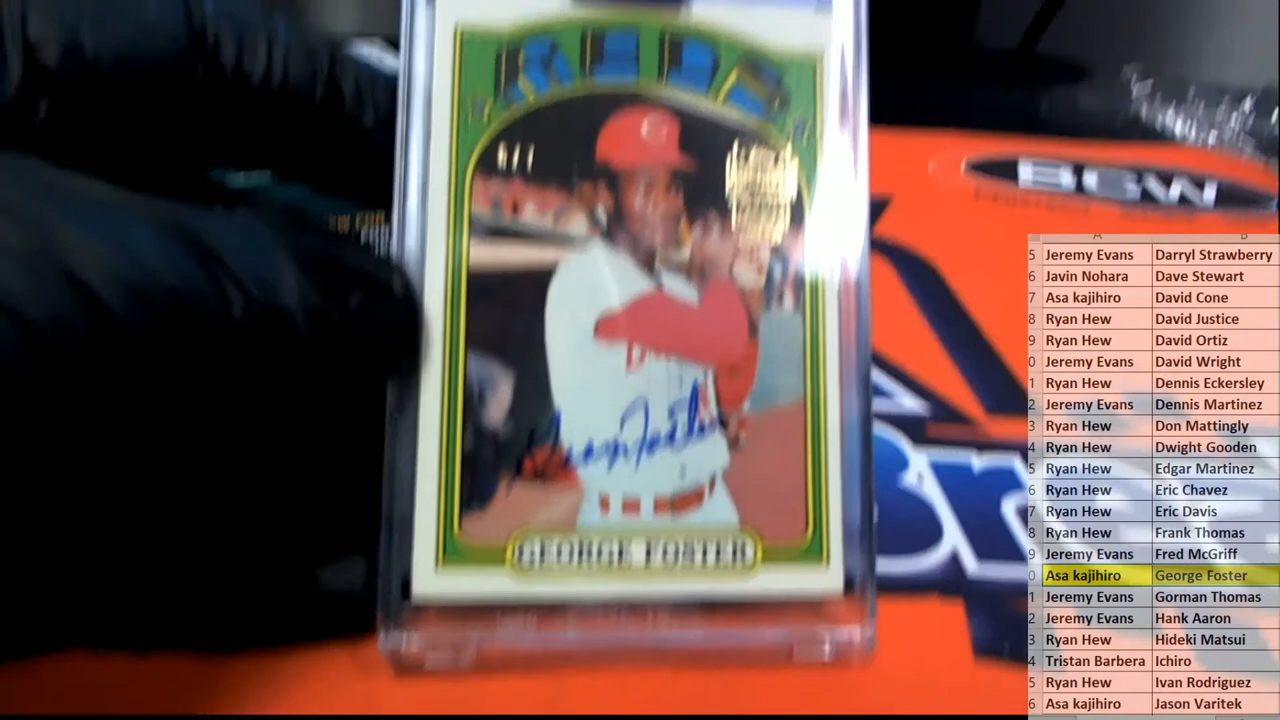 REDS
BGW
George Foster
GEORGE FOSTER
A B
5 Jeremy Evans Darryl Strawberry
6 Javin Nohara Dave Stewart
7 Asa kajihiro David Cone
8 Ryan Hew David Justice
9 Ryan Hew David Ortiz
0 Jeremy Evans David Wright
1 Ryan Hew Dennis Eckersley
2 Jeremy Evans Dennis Martinez
3 Ryan Hew Don Mattingly
4 Ryan Hew Dwight Gooden
5 Ryan Hew Edgar Martinez
6 Ryan Hew Eric Chavez
7 Ryan Hew Eric Davis
8 Ryan Hew Frank Thomas
9 Jeremy Evans Fred McGriff
0 Asa kajihiro George Foster
1 Jeremy Evans Gorman Thomas
2 Jeremy Evans Hank Aaron
3 Ryan Hew Hideki Matsui
4 Tristan Barbera Ichiro
5 Ryan Hew Ivan Rodriguez
6 Asa kajihiro Jason Varitek